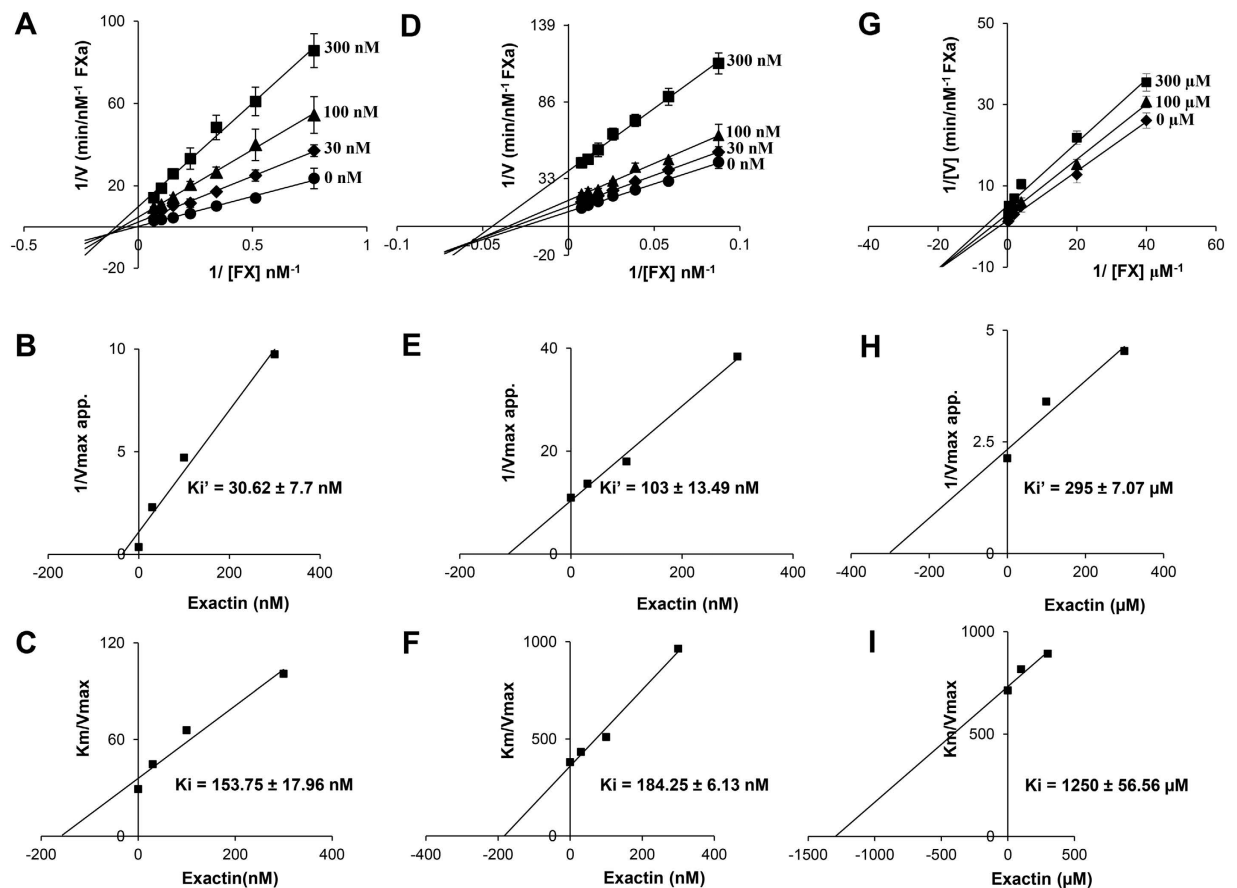 A
1/V (min/nM⁻¹ FXa)
100
60
20
-20
-0.5
0
0.5
1
300 nM
100 nM
30 nM
0 nM
1/ [FX] nM⁻¹
D
1/V (min/nM⁻¹ FXa)
139
86
33
-20
-0.1
-0.05
0
0.05
0.1
300 nM
100 nM
30 nM
0 nM
1/[FX] nM⁻¹
G
1/[V] (min/nM⁻¹ FXa)
50
30
10
-10
-40
-20
0
20
40
60
300 µM
100 µM
0 µM
1/ [FX] µM⁻¹
B
1/Vmax app.
10
5
0
-200
0
200
400
Ki’ = 30.62 ± 7.7 nM
Exactin (nM)
E
1/Vmax app.
40
20
0
-200
0
200
400
Ki’ = 103 ± 13.49 nM
Exactin (nM)
H
1/Vmax app.
5
2.5
0
-400
-200
0
200
400
Ki’ = 295 ± 7.07 µM
Exactin (µM)
C
Km/Vmax
120
60
0
-200
0
200
400
Ki = 153.75 ± 17.96 nM
Exactin(nM)
F
Km/Vmax
1000
500
0
-400
-200
0
200
400
Ki = 184.25 ± 6.13 nM
Exactin (nM)
I
Km/Vmax
1000
500
0
-1500
-1000
-500
0
500
Ki = 1250 ± 56.56 µM
Exactin (µM)